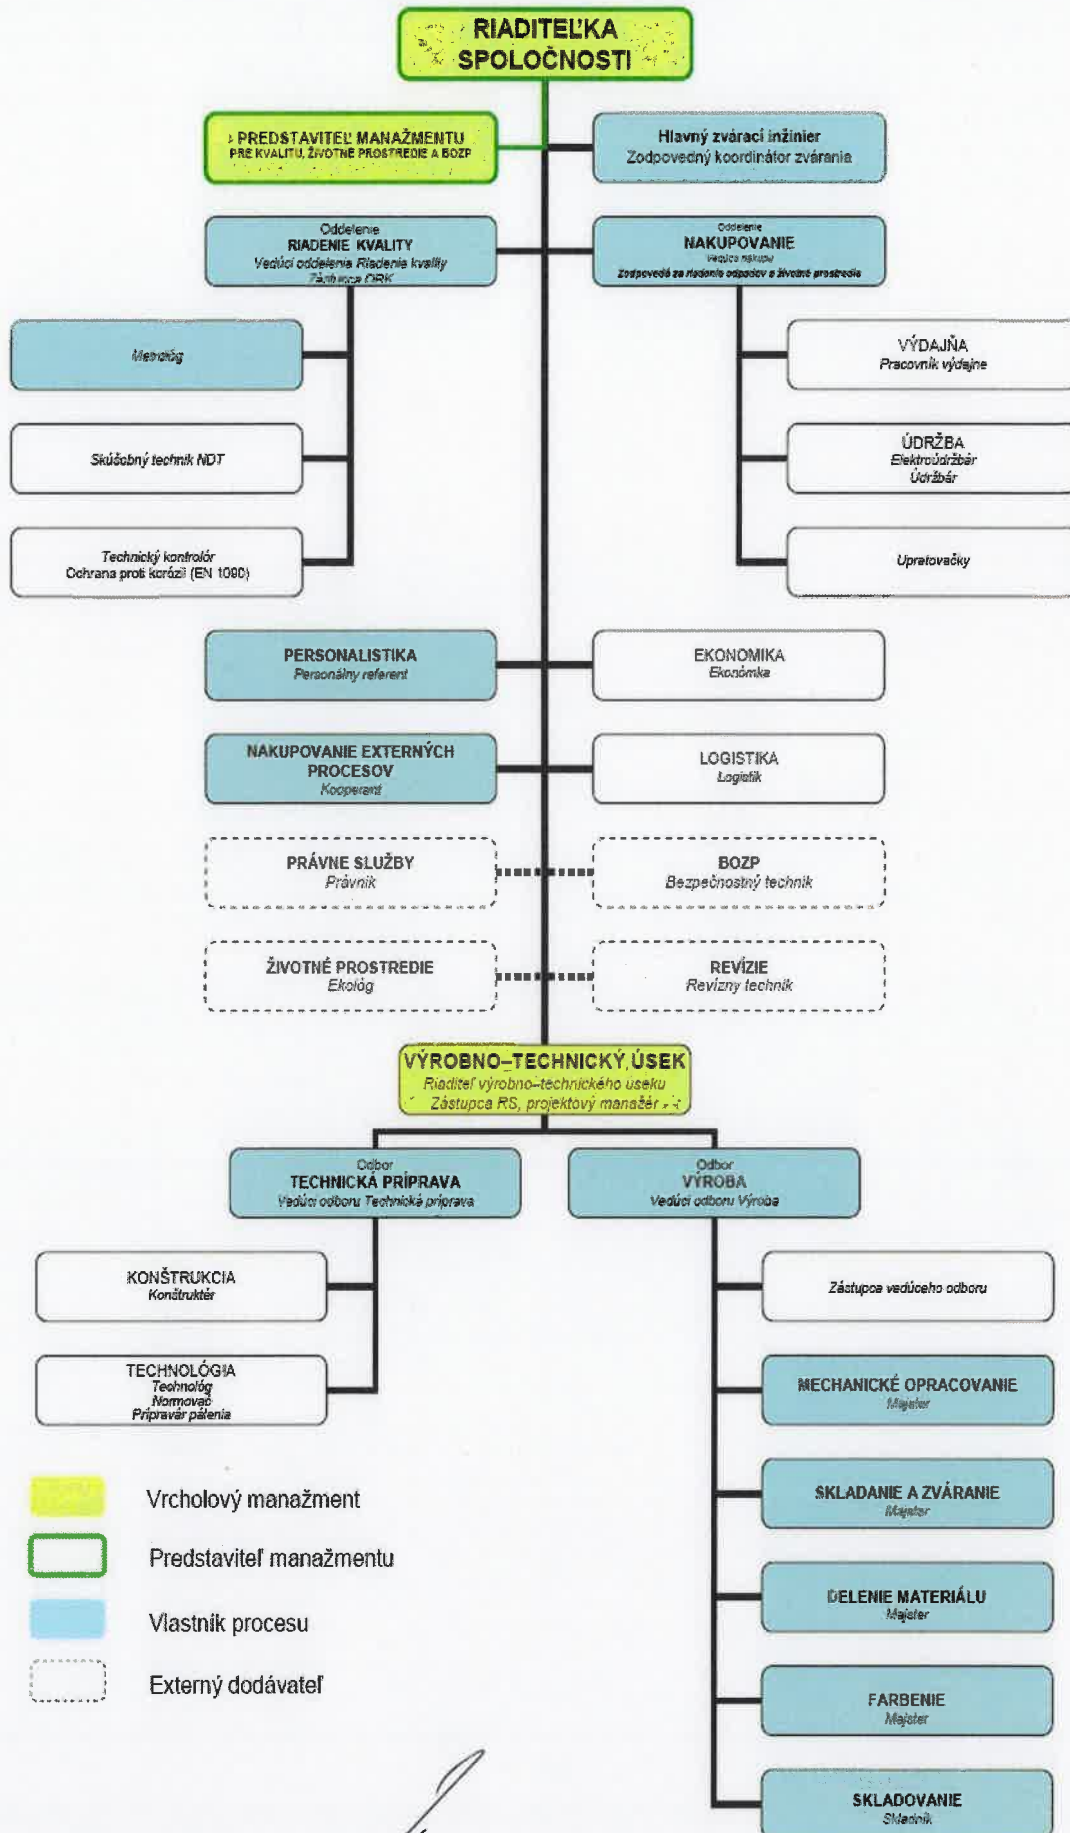 RIADITEĽKA
SPOLOČNOSTI
PREDSTAVITEĽ MANAŽMENTU
PRE KVALITU, ŽIVOTNÉ PROSTREDIE A BOZP
Hlavný zvárací inžinier
Zodpovedný koordinátor zvárania
Oddelenie
RIADENIE KVALITY
Vedúci oddelenia Riadenie kvality
Zástupca ORK
Oddelenie
NAKUPOVANIE
Vedúca nákupu
Zodpovedá za riadenie odpadov a životné prostredie
Metrológ
Skúšobný technik NDT
Technický kontrolór
Ochrana proti korózii (EN 1090)
VÝDAJŇA
Pracovník výdajne
ÚDRŽBA
Elektroúdržbár
Údržbár
Upratovačky
PERSONALISTIKA
Personálny referent
EKONOMIKA
Ekonómka
NAKUPOVANIE EXTERNÝCH
PROCESOV
Kooperant
LOGISTIKA
Logistik
PRÁVNE SLUŽBY
Právnik
BOZP
Bezpečnostný technik
ŽIVOTNÉ PROSTREDIE
Ekológ
REVÍZIE
Revízny technik
VÝROBNO–TECHNICKÝ ÚSEK
Riaditeľ výrobno–technického úseku
Zástupca RS, projektový manažér
Odbor
TECHNICKÁ PRÍPRAVA
Vedúci odboru Technická príprava
Odbor
VÝROBA
Vedúci odboru Výroba
KONŠTRUKCIA
Konštruktér
TECHNOLÓGIA
Technológ
Normovač
Pripravár pálenia
Zástupca vedúceho odboru
MECHANICKÉ OPRACOVANIE
Majster
SKLADANIE A ZVÁRANIE
Majster
DELENIE MATERIÁLU
Majster
FARBENIE
Majster
SKLADOVANIE
Skladník
Vrcholový manažment
Predstaviteľ manažmentu
Vlastník procesu
Externý dodávateľ